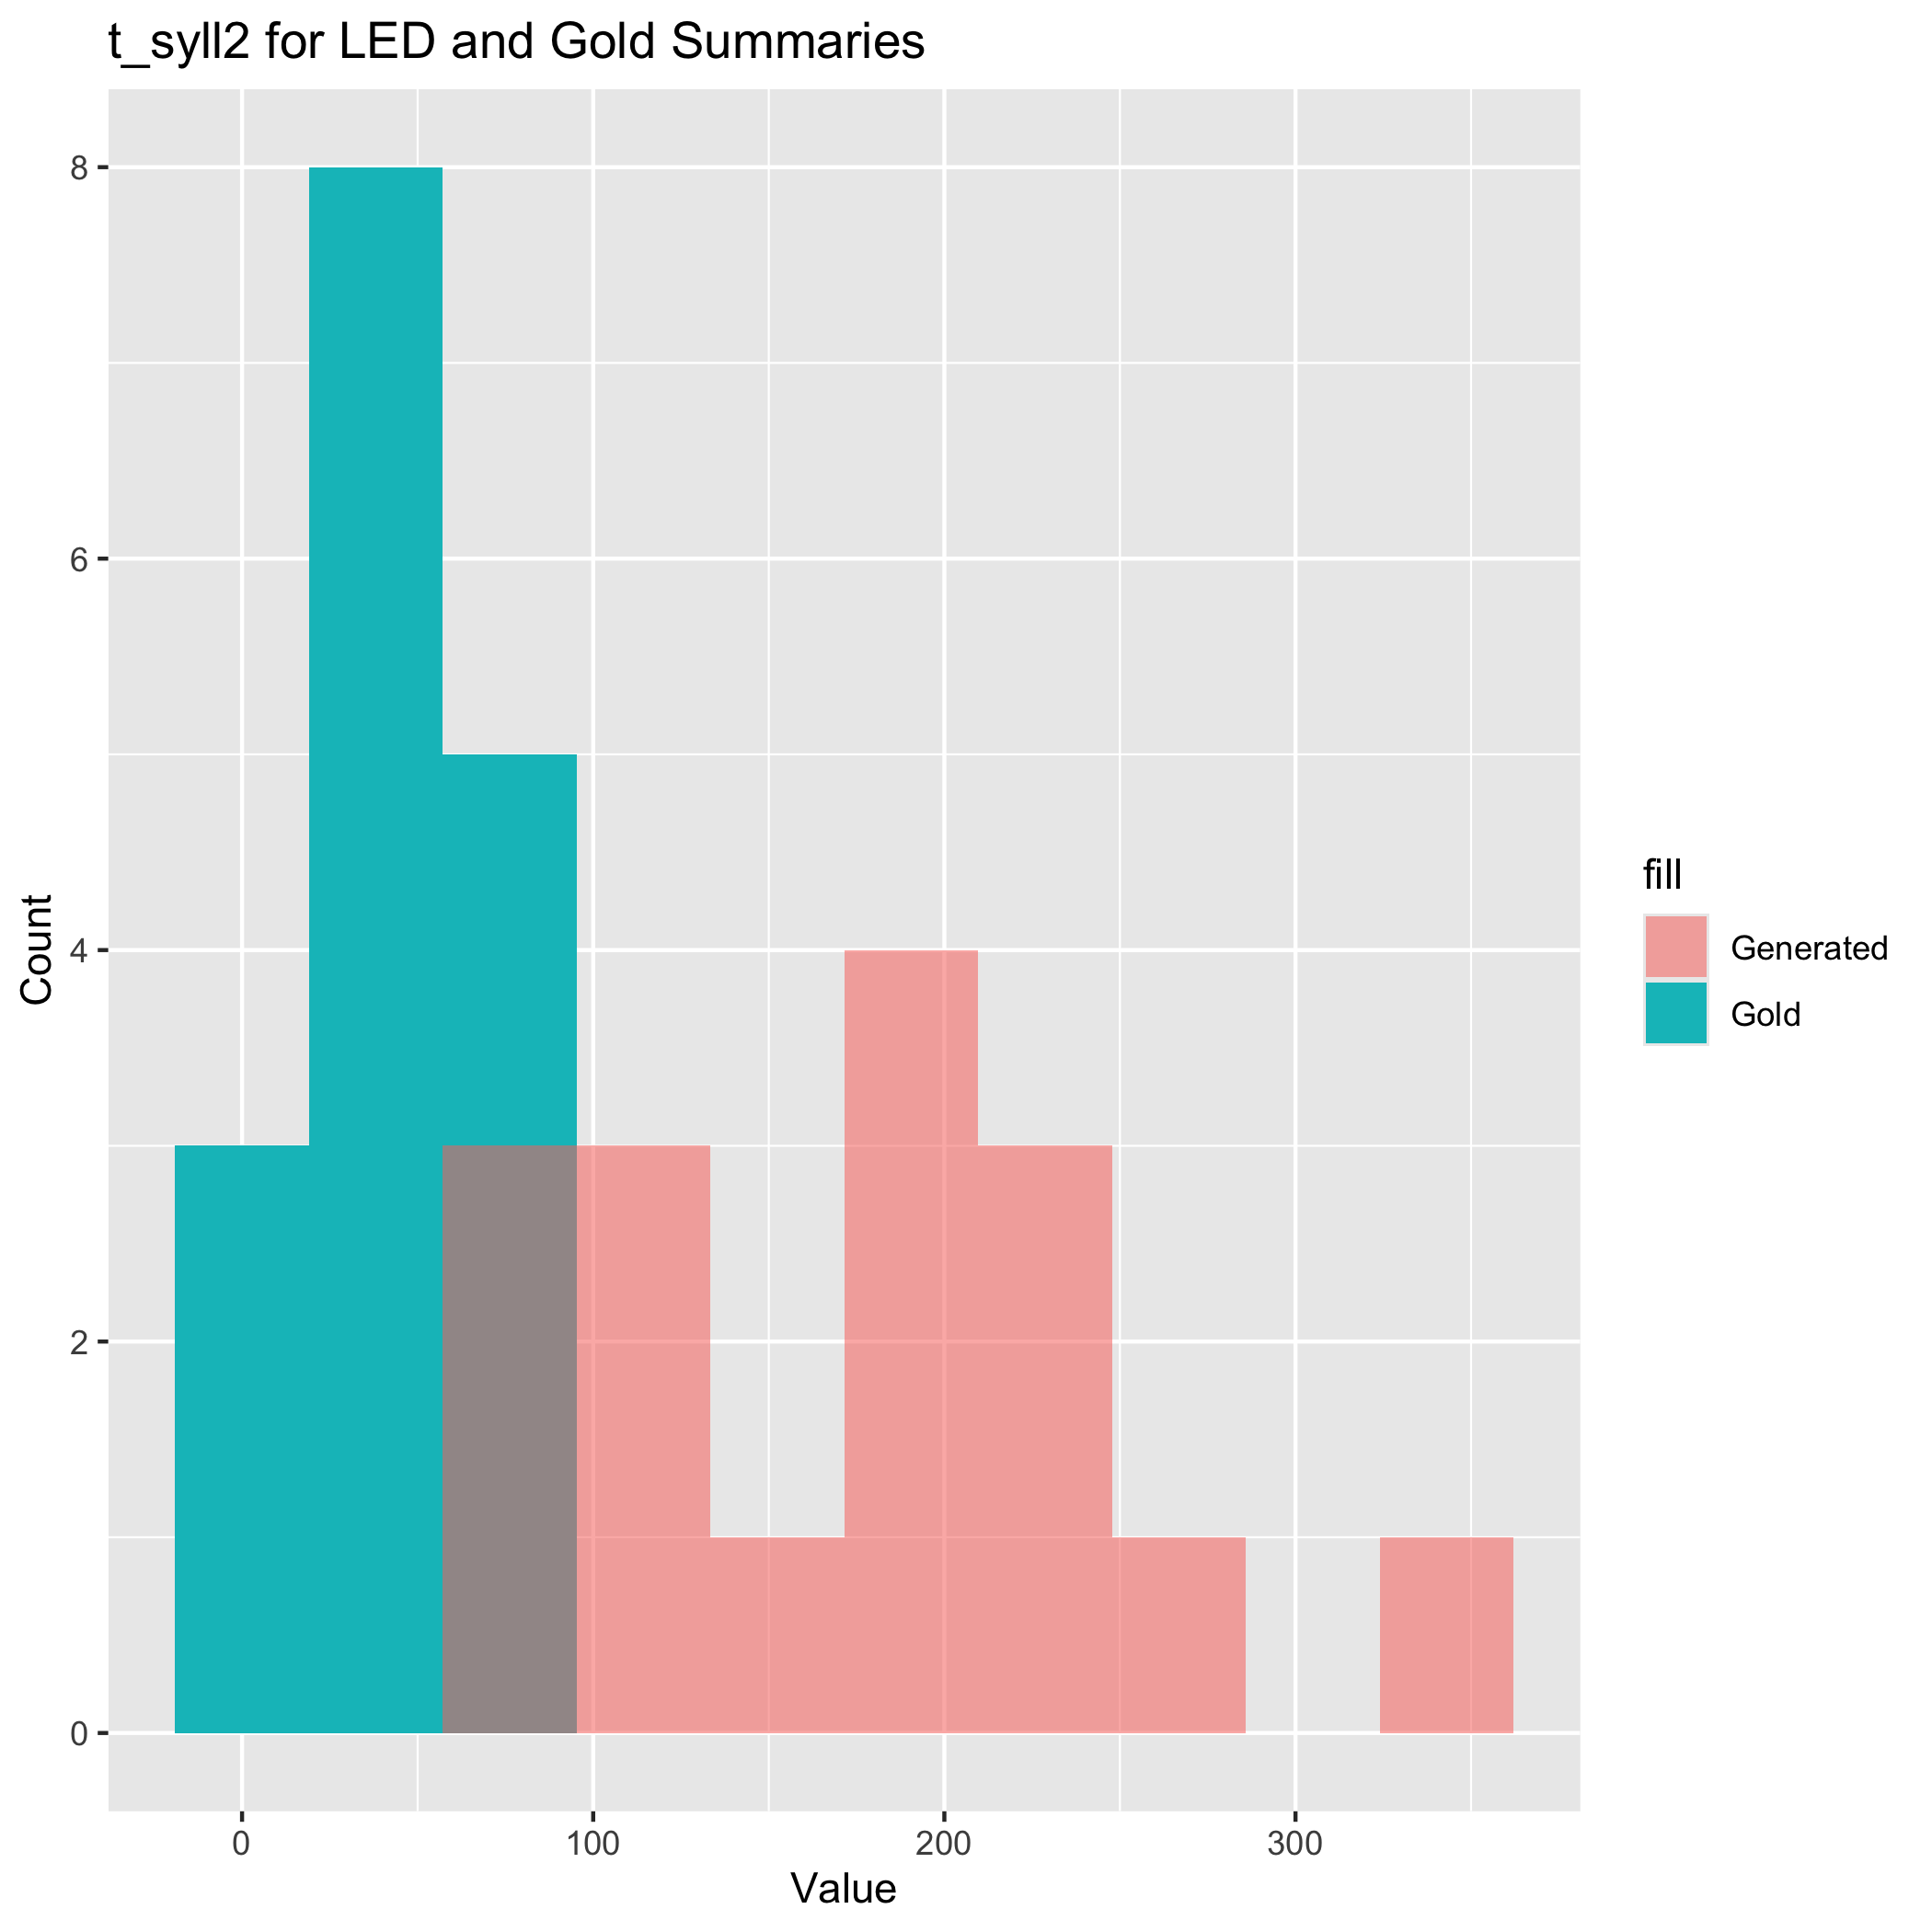 t_syll2 for LED and Gold Summaries
8
6
4
2
0
Count
0 100 200 300
Value
fill
Generated
Gold